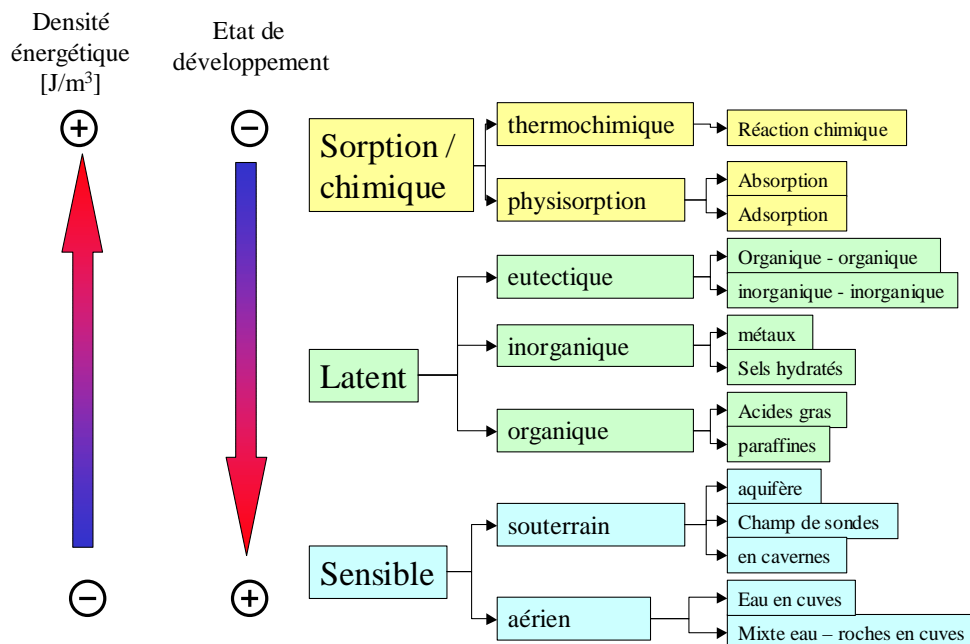 Densité
énergétique
[J/m³]
Etat de
développement
+
−
−
+
Sorption /
chimique
thermochimique
Réaction chimique
physisorption
Absorption
Adsorption
Latent
eutectique
Organique - organique
inorganique - inorganique
inorganique
métaux
Sels hydratés
organique
Acides gras
paraffines
Sensible
souterrain
aquifère
Champ de sondes
en cavernes
aérien
Eau en cuves
Mixte eau – roches en cuves